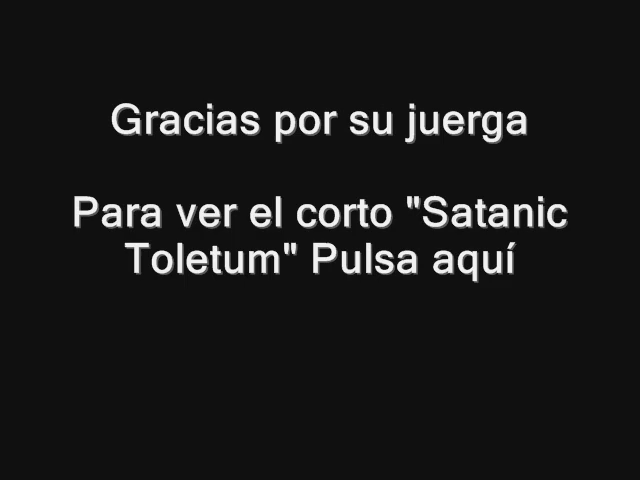 Gracias por su juerga
Para ver el corto "Satanic
Toletum" Pulsa aquí